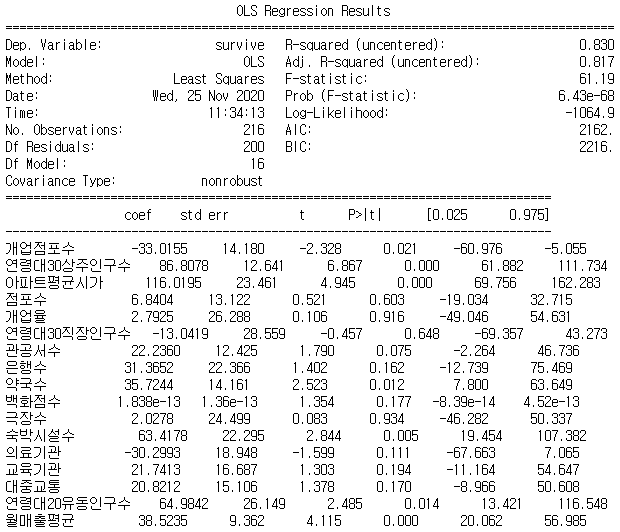 OLS Regression Results
==============================================================================
Dep. Variable: survive R-squared (uncentered): 0.830
Model: OLS Adj. R-squared (uncentered): 0.817
Method: Least Squares F-statistic: 61.19
Date: Wed, 25 Nov 2020 Prob (F-statistic): 6.43e-68
Time: 11:34:13 Log-Likelihood: -1064.9
No. Observations: 216 AIC: 2162.
Df Residuals: 200 BIC: 2216.
Df Model: 16
Covariance Type: nonrobust
==============================================================================
coef std err t P>|t| [0.025 0.975]
------------------------------------------------------------------------------
개업점포수 -33.0155 14.180 -2.328 0.021 -60.976 -5.055
연령대30상주인구수 86.8078 12.641 6.867 0.000 61.882 111.734
아파트평균시가 116.0195 23.461 4.945 0.000 69.756 162.283
점포수 6.8404 13.122 0.521 0.603 -19.034 32.715
개업율 2.7925 26.288 0.106 0.916 -49.046 54.631
연령대30직장인구수 -13.0419 28.559 -0.457 0.648 -69.357 43.273
관공서수 22.2360 12.425 1.790 0.075 -2.264 46.736
은행수 31.3652 22.366 1.402 0.162 -12.739 75.469
약국수 35.7244 14.161 2.523 0.012 7.800 63.649
백화점수 1.838e-13 1.36e-13 1.354 0.177 -8.39e-14 4.52e-13
극장수 2.0278 24.499 0.083 0.934 -46.282 50.337
숙박시설수 63.4178 22.295 2.844 0.005 19.454 107.382
의료기관 -30.2993 18.948 -1.599 0.111 -67.663 7.065
교육기관 21.7413 16.687 1.303 0.194 -11.164 54.647
대중교통 20.8212 15.106 1.378 0.170 -8.966 50.608
연령대20유동인구수 64.9842 26.149 2.485 0.014 13.421 116.548
월매출평균 38.5235 9.362 4.115 0.000 20.062 56.985